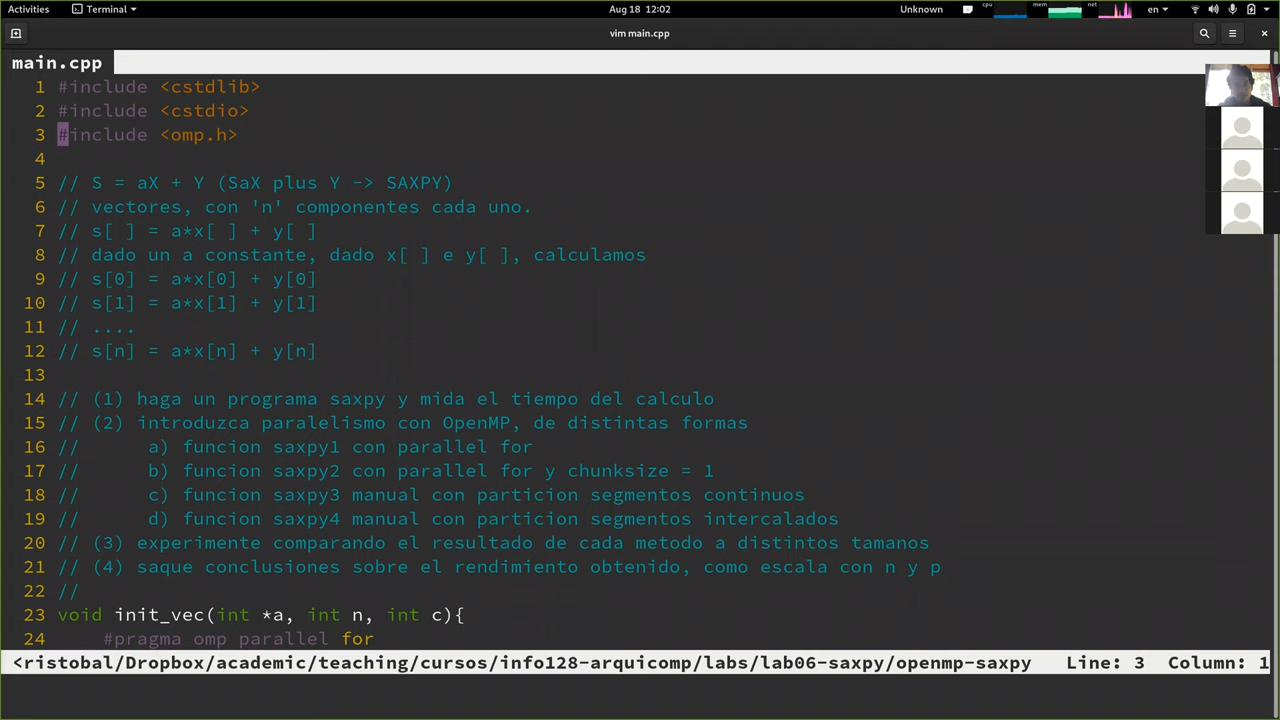 Activities Terminal Aug 18 12:02 Unknown cpu mem net en
vim main.cpp
main.cpp
1 #include <cstdlib>
2 #include <cstdio>
3 #include <omp.h>
4
5 // S = aX + Y (SaX plus Y -> SAXPY)
6 // vectores, con 'n' componentes cada uno.
7 // s[ ] = a*x[ ] + y[ ]
8 // dado un a constante, dado x[ ] e y[ ], calculamos
9 // s[0] = a*x[0] + y[0]
10 // s[1] = a*x[1] + y[1]
11 // ....
12 // s[n] = a*x[n] + y[n]
13
14 // (1) haga un programa saxpy y mida el tiempo del calculo
15 // (2) introduzca paralelismo con OpenMP, de distintas formas
16 //      a) funcion saxpy1 con parallel for
17 //      b) funcion saxpy2 con parallel for y chunksize = 1
18 //      c) funcion saxpy3 manual con particion segmentos continuos
19 //      d) funcion saxpy4 manual con particion segmentos intercalados
20 // (3) experimente comparando el resultado de cada metodo a distintos tamanos
21 // (4) saque conclusiones sobre el rendimiento obtenido, como escala con n y p
22 //
23 void init_vec(int *a, int n, int c){
24     #pragma omp parallel for
<ristobal/Dropbox/academic/teaching/cursos/info128-arquicomp/labs/lab06-saxpy/openmp-saxpy Line: 3 Column: 1